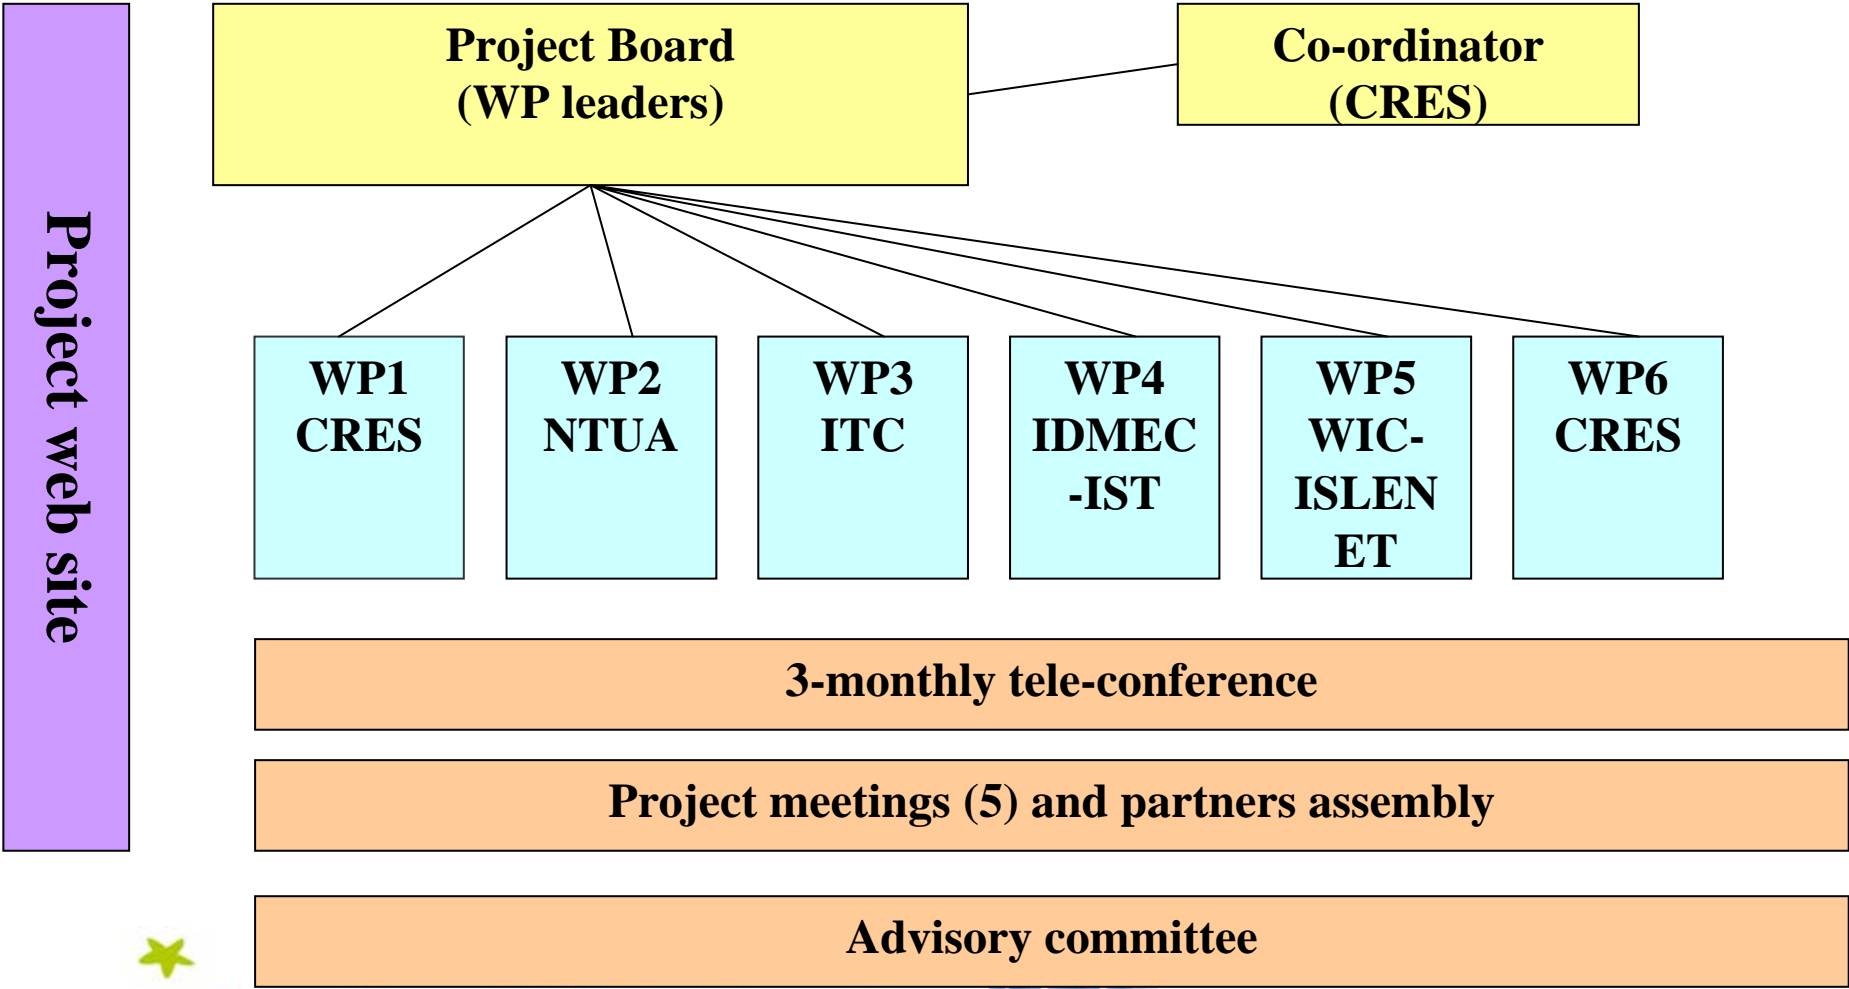 Project web site
Project Board
(WP leaders)
Co-ordinator
(CRES)
WP1
CRES
WP2
NTUA
WP3
ITC
WP4
IDMEC
-IST
WP5
WIC-
ISLEN
ET
WP6
CRES
3-monthly tele-conference
Project meetings (5) and partners assembly
Advisory committee